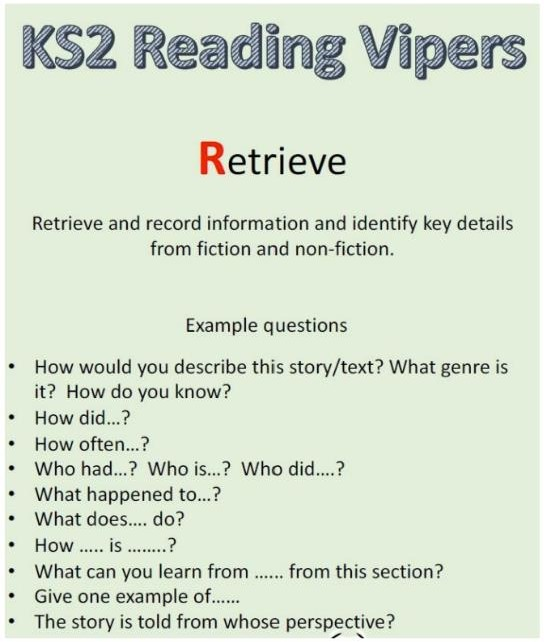 KS2 Reading Vipers
Retrieve
Retrieve and record information and identify key details
from fiction and non-fiction.
Example questions
• How would you describe this story/text? What genre is
it?  How do you know?
• How did...?
• How often...?
• Who had...?  Who is...?  Who did....?
• What happened to...?
• What does.... do?
• How ..... is ........?
• What can you learn from ...... from this section?
• Give one example of......
• The story is told from whose perspective?